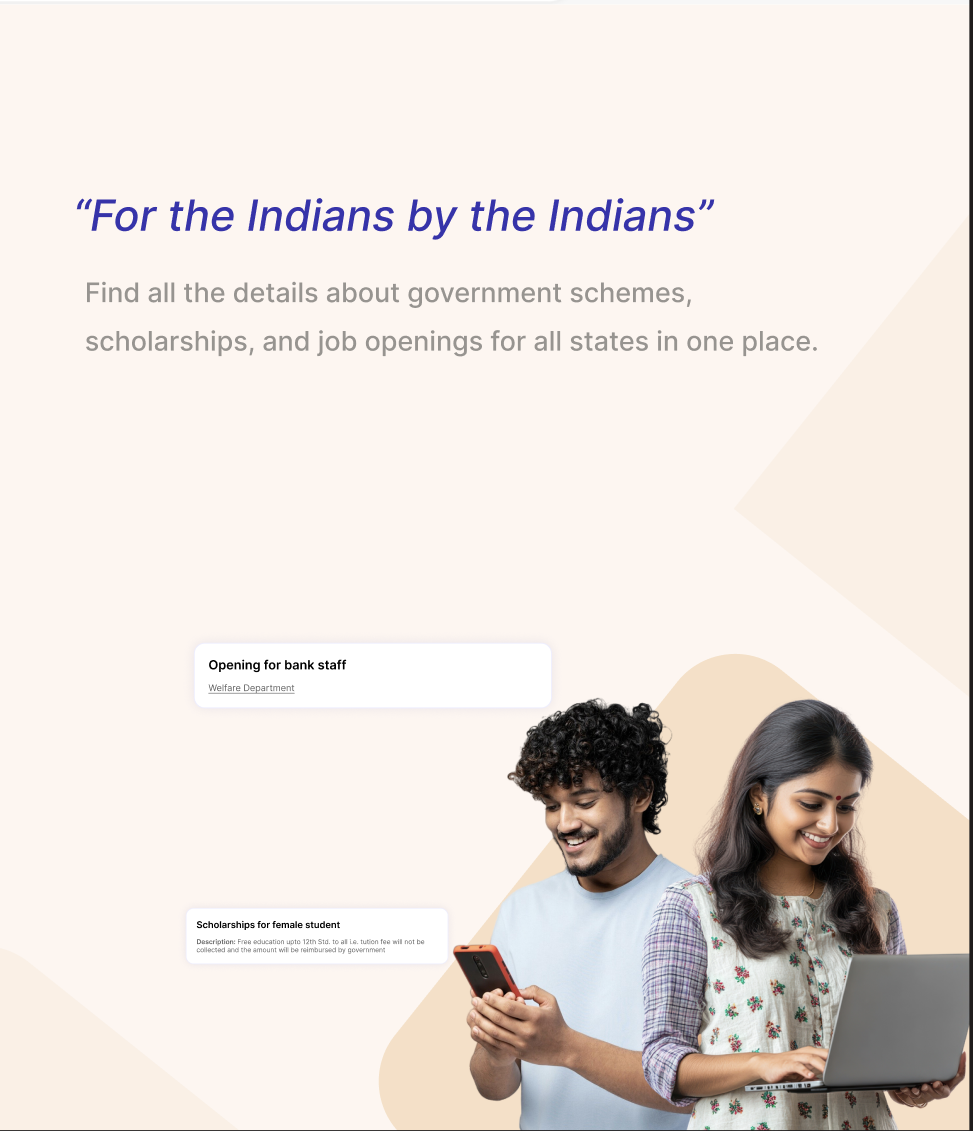 “For the Indians by the Indians”
Find all the details about government schemes,
scholarships, and job openings for all states in one place.
Opening for bank staff
Welfare Department
Scholarships for female student
Description: Free education upto 12th Std. to all i.e. tution fee will not be
collected and the amount will be reimbursed by government